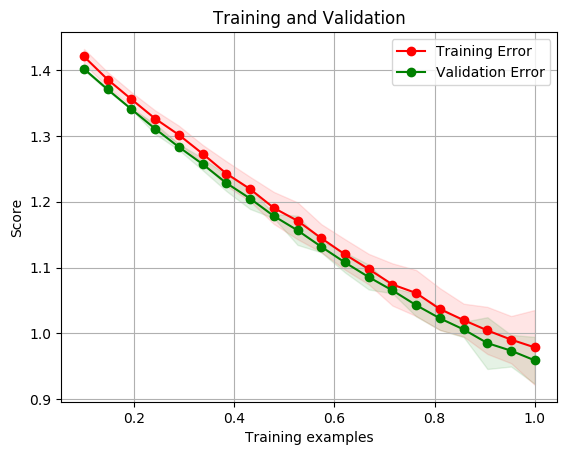 Training and Validation
Training Error
Validation Error
Score
1.4
1.3
1.2
1.1
1.0
0.9
0.2
0.4
0.6
0.8
1.0
Training examples